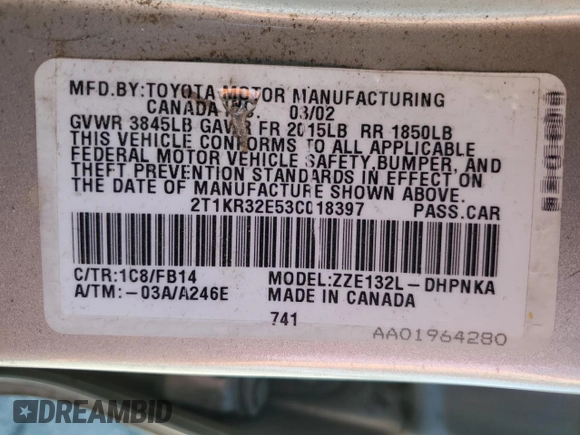 MFD.BY:TOYOTA MOTOR MANUFACTURING
CANADA 03/02
GVWR 3845LB GAWR FR 2015LB RR 1850LB
THIS VEHICLE CONFORMS TO ALL APPLICABLE
FEDERAL MOTOR VEHICLE SAFETY,BUMPER, AND
THEFT PREVENTION STANDARDS IN EFFECT ON
THE DATE OF MANUFACTURE SHOWN ABOVE.
2T1KR32E53C018397 PASS.CAR
C/TR:1C8/FB14 MODEL:ZZE132L-DHPNKA
A/TM:-03A/A246E MADE IN CANADA
741
AA01964280
DREAMBID